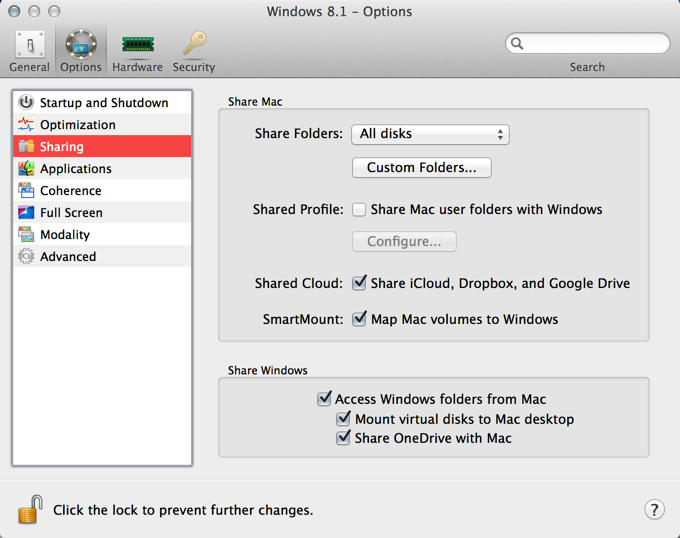 Windows 8.1 – Options
General Options Hardware Security Search
Startup and Shutdown
Optimization
Sharing
Applications
Coherence
Full Screen
Modality
Advanced
Share Mac
Share Folders: All disks
Custom Folders...
Shared Profile: Share Mac user folders with Windows
Configure...
Shared Cloud: Share iCloud, Dropbox, and Google Drive
SmartMount: Map Mac volumes to Windows
Share Windows
Access Windows folders from Mac
Mount virtual disks to Mac desktop
Share OneDrive with Mac
Click the lock to prevent further changes.
?